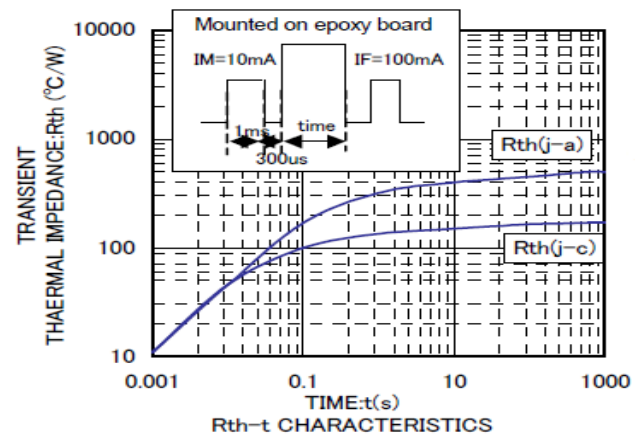 Mounted on epoxy board
IM=10mA
IF=100mA
1ms
time
300us
Rth(j-a)
Rth(j-c)
TRANSIENT
THAERMAL IMPEDANCE:Rth (℃/W)
10000
1000
100
10
0.001
0.1
10
1000
TIME:t(s)
Rth-t CHARACTERISTICS